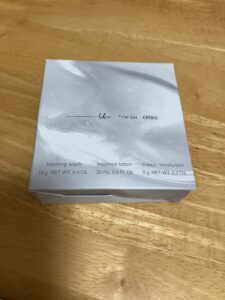 u. Trial Set ORBIS
foaming wash essence lotion cream moisturizer
14 g NET WT. 0.4 Oz. 20 mL 0.6 Fl. Oz. 9 g NET WT. 0.3 Oz.